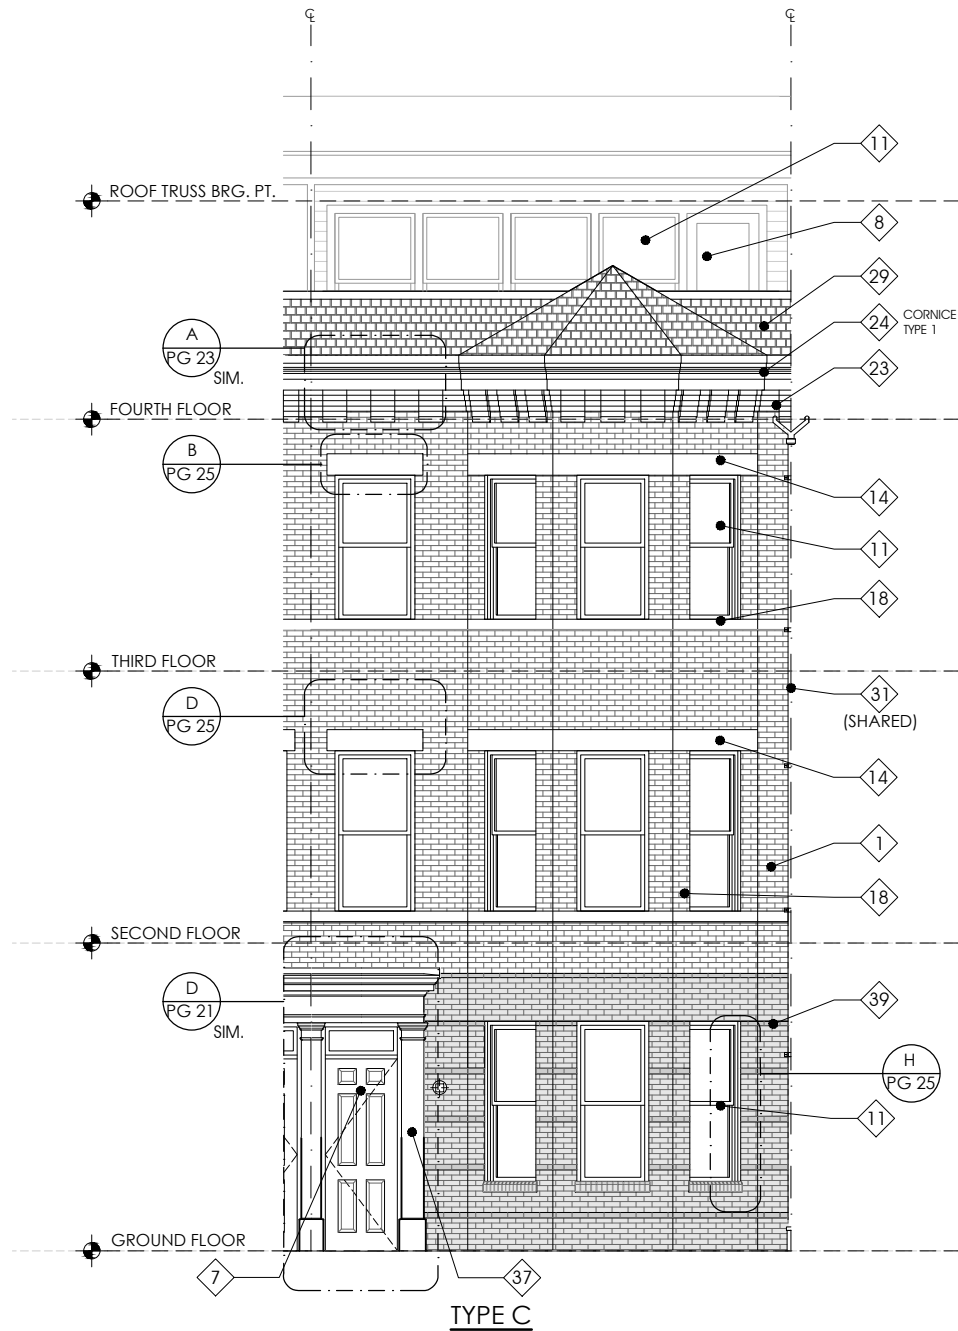 ℄ ℄
11
ROOF TRUSS BRG. PT.
8
29
24 CORNICE
TYPE 1
A
PG 23
SIM.
23
FOURTH FLOOR
B
PG 25
14
11
18
THIRD FLOOR
31
(SHARED)
D
PG 25
14
1
18
SECOND FLOOR
D
PG 21
SIM.
39
H
PG 25
11
GROUND FLOOR
7
37
TYPE C